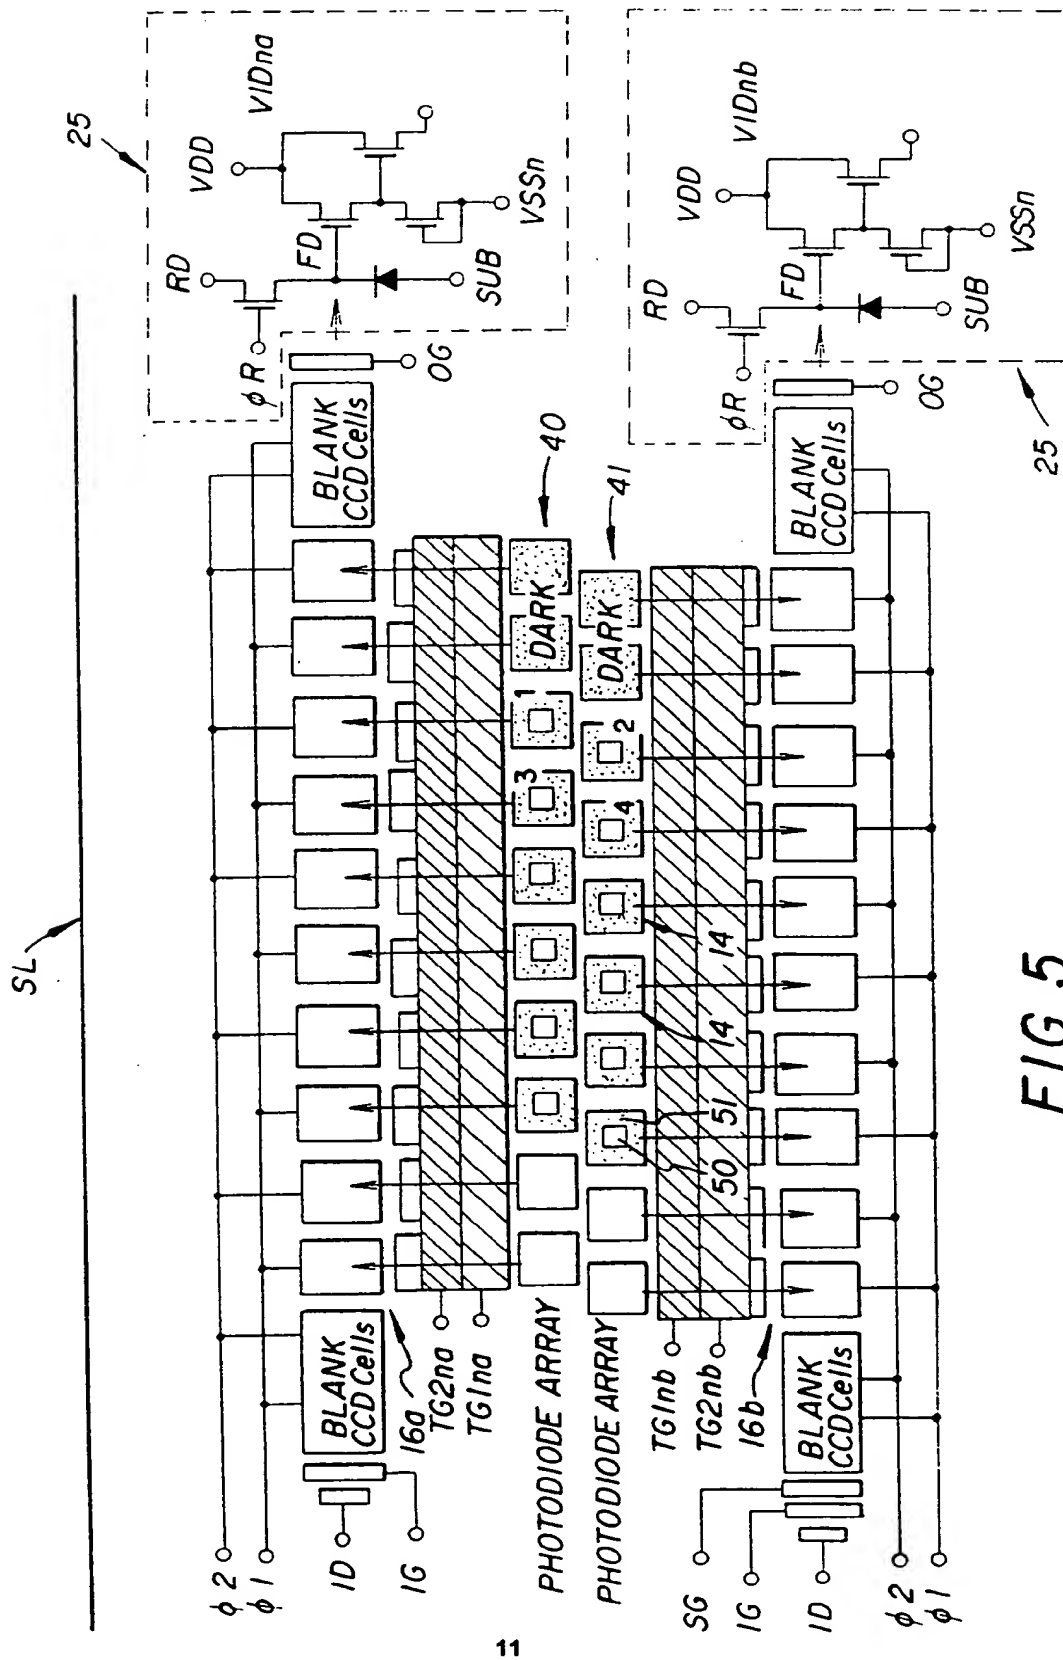 SL
25
VDD
VIDna
RD
FD
φR
SUB
VSSn
OG
BLANK
CCD Cells
40
DARK
1
3
φ2
φ1
BLANK
CCD Cells
16a
TG2na
TG1na
ID
IG
PHOTODIODE ARRAY
PHOTODIODE ARRAY
41
DARK
2
4
14
14
51
50
TG1nb
TG2nb
16b
BLANK
CCD Cells
SG
IG
ID
φ2
φ1
BLANK
CCD Cells
OG
VDD
VIDnb
RD
FD
φR
SUB
VSSn
25
FIG. 5
11